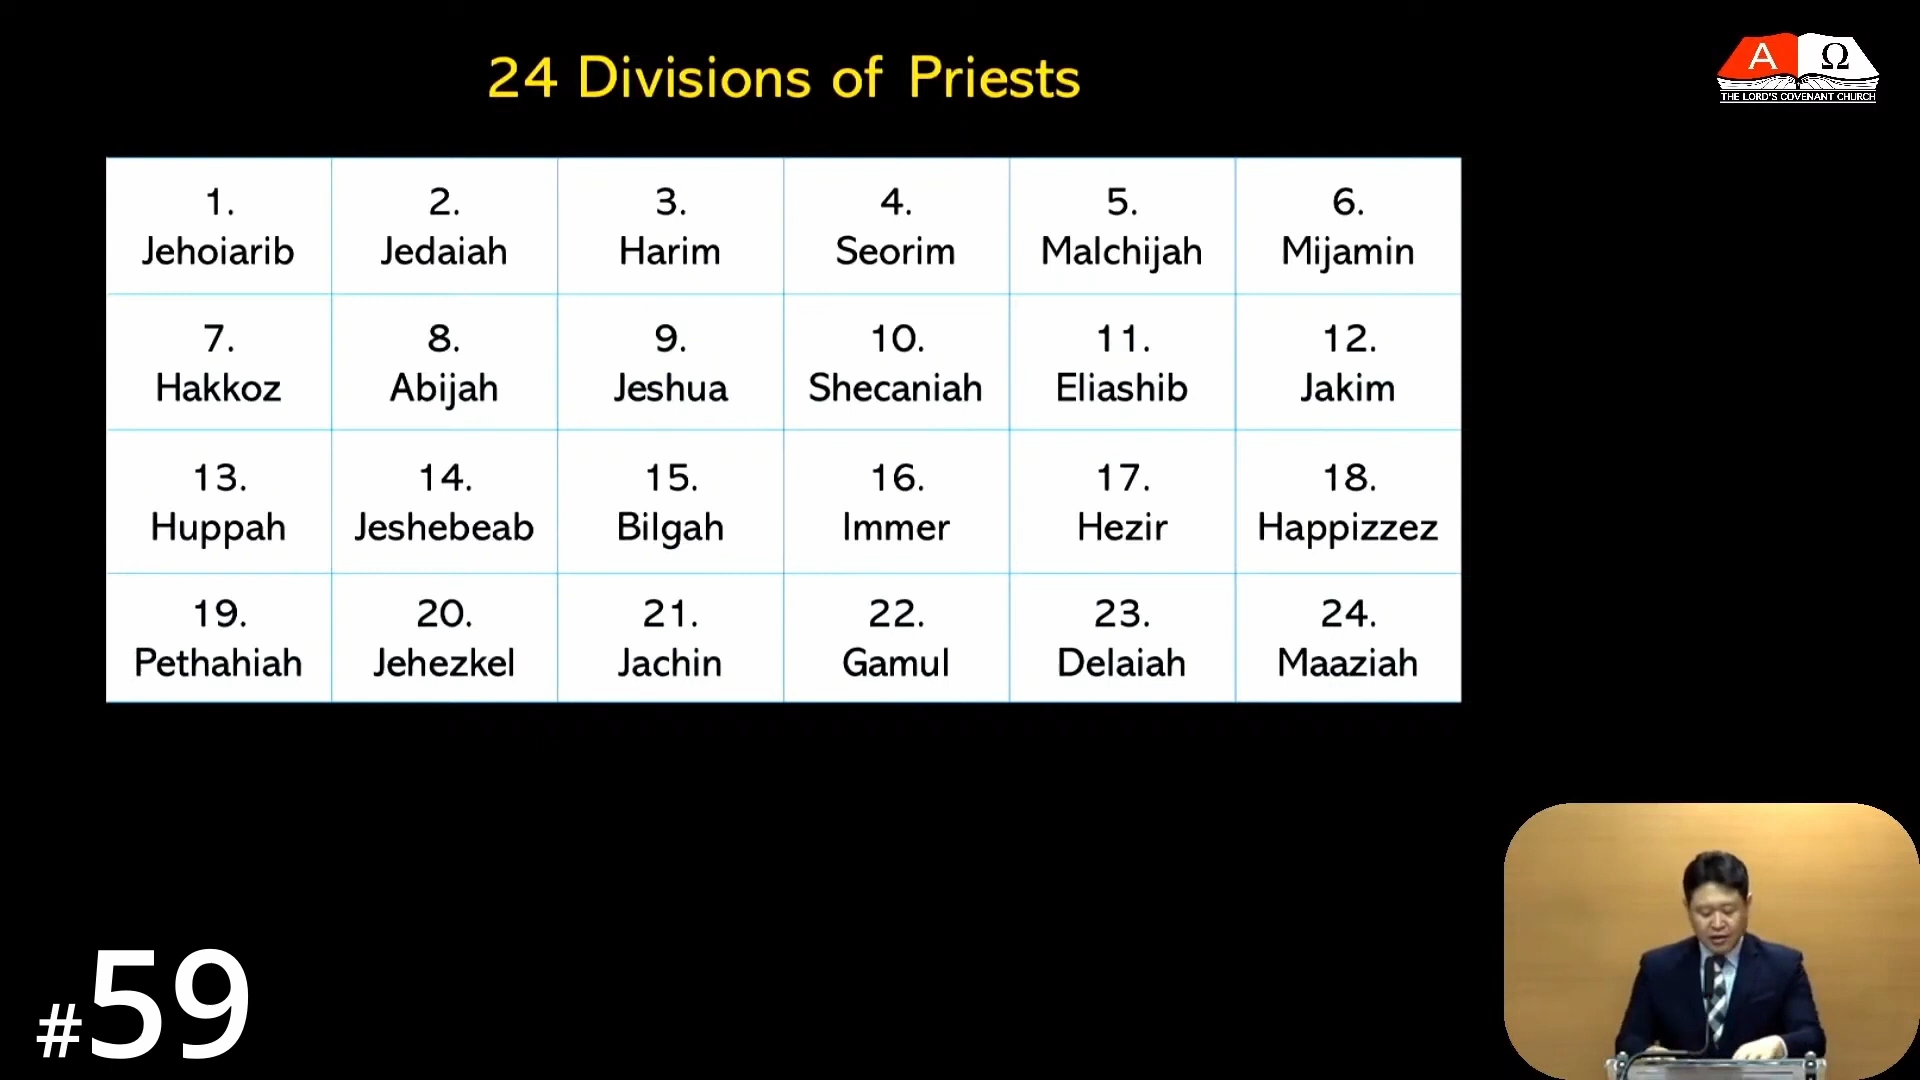 24 Divisions of Priests
A Ω
THE LORD'S COVENANT CHURCH
1.
Jehoiarib
2.
Jedaiah
3.
Harim
4.
Seorim
5.
Malchijah
6.
Mijamin
7.
Hakkoz
8.
Abijah
9.
Jeshua
10.
Shecaniah
11.
Eliashib
12.
Jakim
13.
Huppah
14.
Jeshebeab
15.
Bilgah
16.
Immer
17.
Hezir
18.
Happizzez
19.
Pethahiah
20.
Jehezkel
21.
Jachin
22.
Gamul
23.
Delaiah
24.
Maaziah
#59